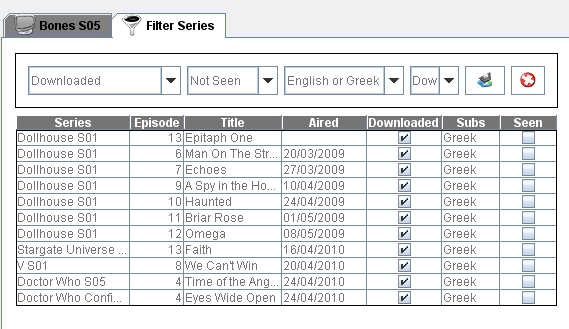 Bones S05 Filter Series
Downloaded Not Seen English or Greek Dow
Series Episode Title Aired Downloaded Subs Seen
Dollhouse S01 13 Epitaph One Greek
Dollhouse S01 6 Man On The Str... 20/03/2009 Greek
Dollhouse S01 7 Echoes 27/03/2009 Greek
Dollhouse S01 9 A Spy in the Ho... 10/04/2009 Greek
Dollhouse S01 10 Haunted 24/04/2009 Greek
Dollhouse S01 11 Briar Rose 01/05/2009 Greek
Dollhouse S01 12 Omega 08/05/2009 Greek
Stargate Universe ... 13 Faith 16/04/2010 Greek
V S01 8 We Can't Win 20/04/2010 Greek
Doctor Who S05 4 Time of the Ang... 24/04/2010 Greek
Doctor Who Confi... 4 Eyes Wide Open 24/04/2010 Greek